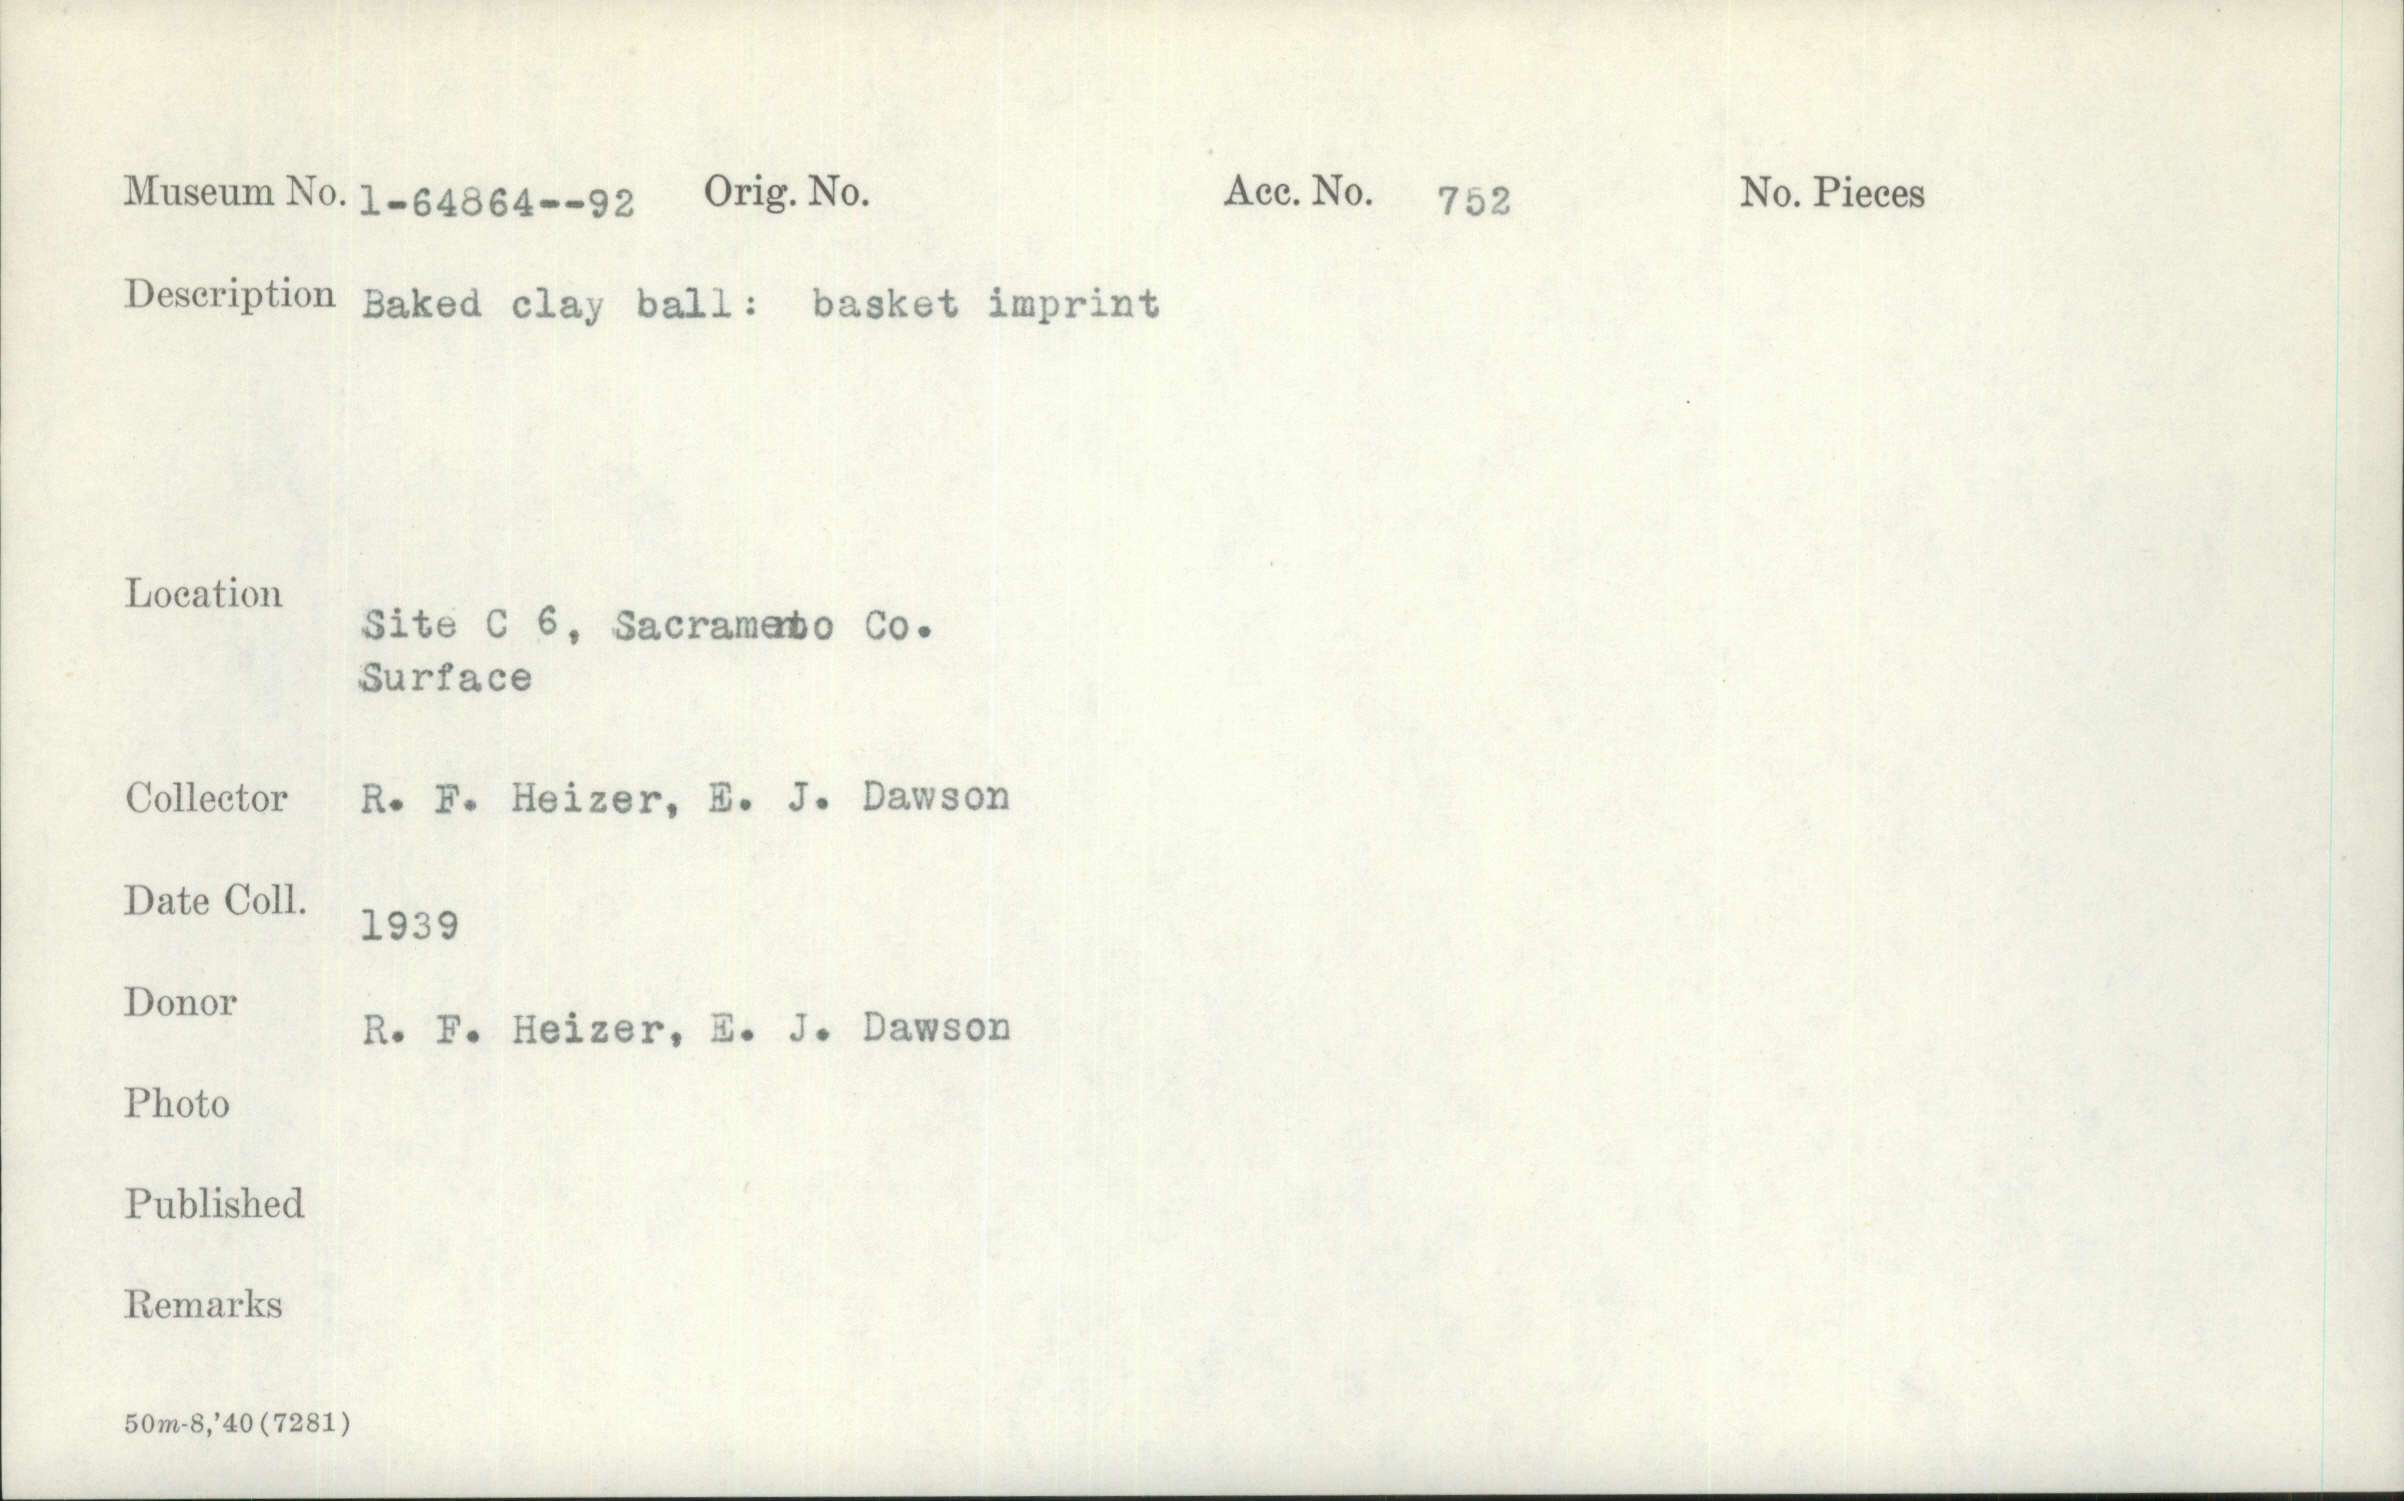 Museum No. 1-64864--92 Orig. No. Acc. No. 752 No. Pieces
Description Baked clay ball: basket imprint
Location
Site C 6, Sacramento Co.
Surface
Collector R. F. Heizer, E. J. Dawson
Date Coll.
1939
Donor
R. F. Heizer, E. J. Dawson
Photo
Published
Remarks
50m-8,'40(7281)